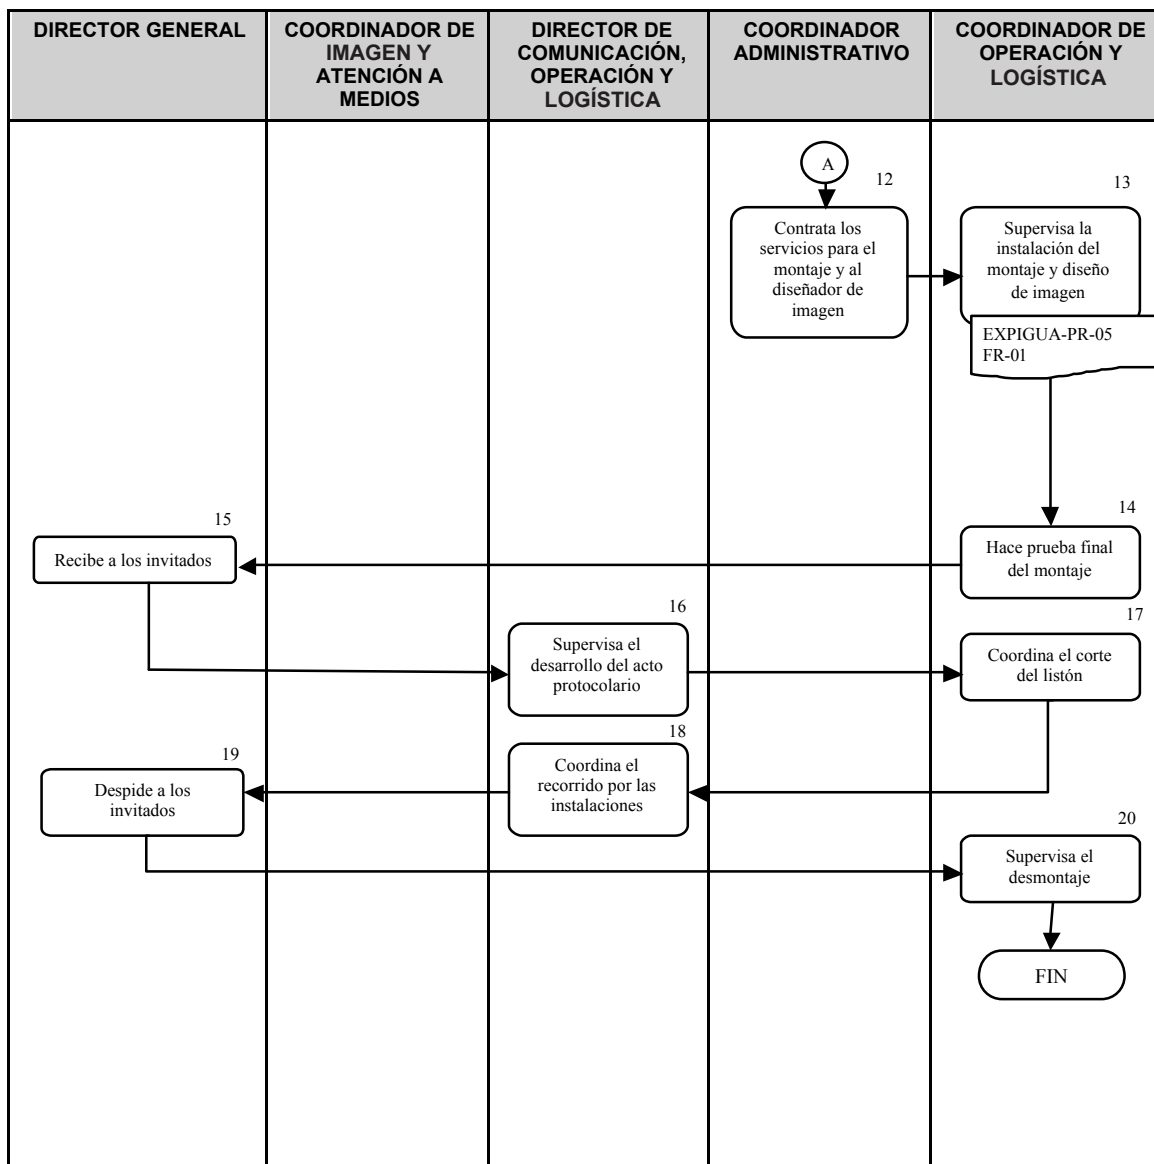 DIRECTOR GENERAL
COORDINADOR DE
IMAGEN Y
ATENCIÓN A
MEDIOS
DIRECTOR DE
COMUNICACIÓN,
OPERACIÓN Y
LOGÍSTICA
COORDINADOR
ADMINISTRATIVO
COORDINADOR DE
OPERACIÓN Y
LOGÍSTICA
A
12
Contrata los
servicios para el
montaje y al
diseñador de
imagen
13
Supervisa la
instalación del
montaje y diseño
de imagen
EXPIGUA-PR-05
FR-01
14
Hace prueba final
del montaje
15
Recibe a los invitados
16
Supervisa el
desarrollo del acto
protocolario
17
Coordina el corte
del listón
18
Coordina el
recorrido por las
instalaciones
19
Despide a los
invitados
20
Supervisa el
desmontaje
FIN